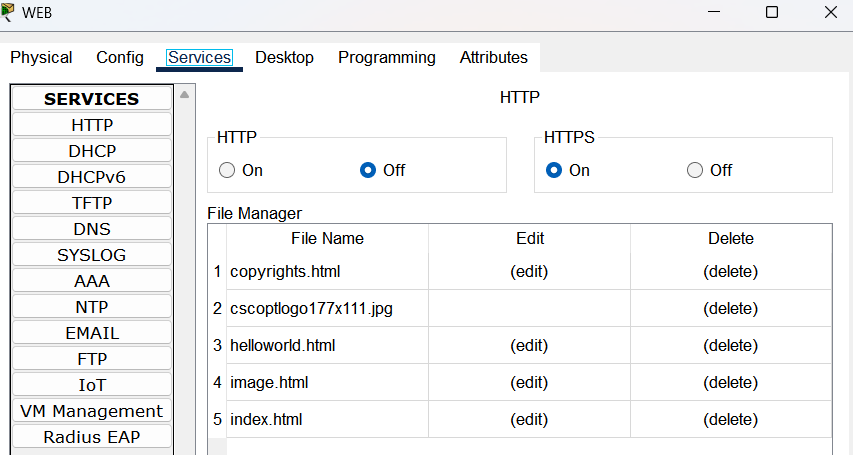 WEB
Physical Config Services Desktop Programming Attributes
SERVICES
HTTP
DHCP
DHCPv6
TFTP
DNS
SYSLOG
AAA
NTP
EMAIL
FTP
IoT
VM Management
Radius EAP
HTTP
HTTP
On Off
HTTPS
On Off
File Manager
File Name Edit Delete
1 copyrights.html (edit) (delete)
2 cscoptlogo177x111.jpg (delete)
3 helloworld.html (edit) (delete)
4 image.html (edit) (delete)
5 index.html (edit) (delete)